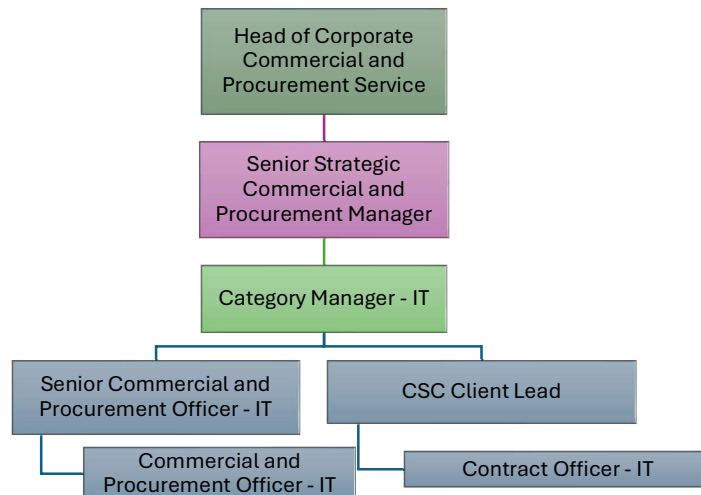 Head of Corporate
Commercial and
Procurement Service
Senior Strategic
Commercial and
Procurement Manager
Category Manager - IT
Senior Commercial and
Procurement Officer - IT
CSC Client Lead
Commercial and
Procurement Officer - IT
Contract Officer - IT